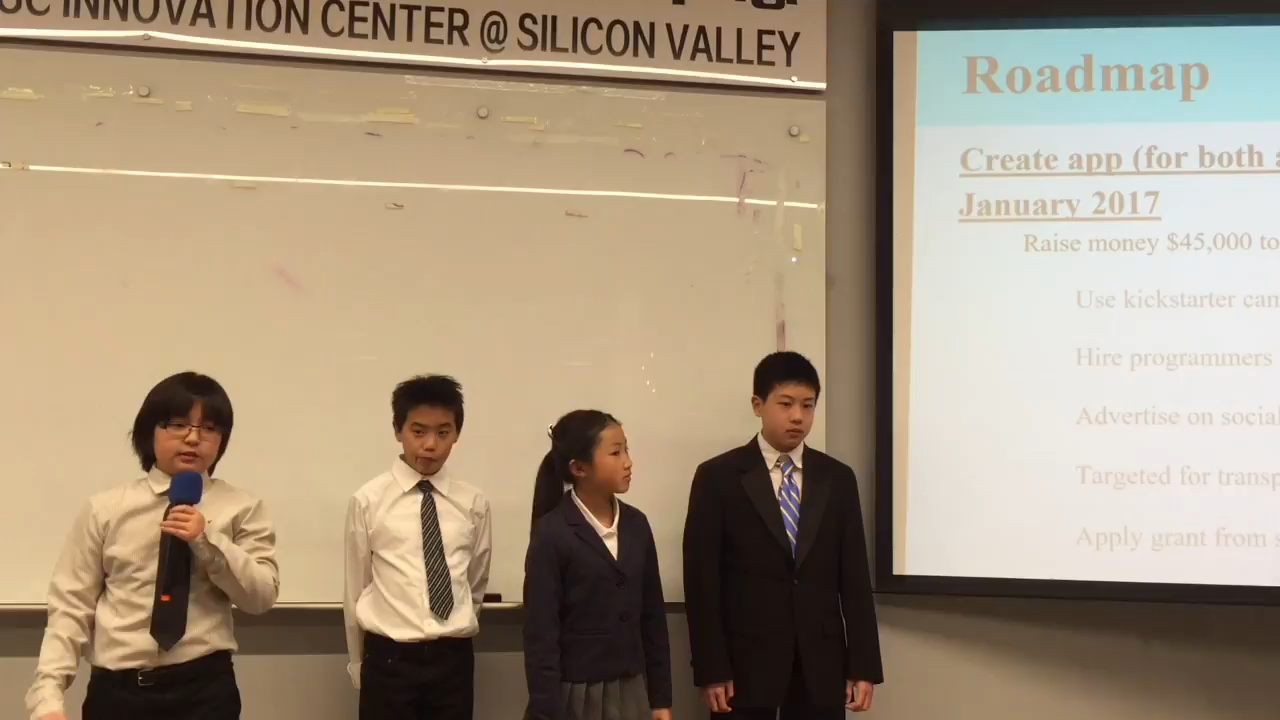 INNOVATION CENTER @ SILICON VALLEY
Roadmap
Create app (for both
January 2017
Raise money $45,000 to
Use kickstarter
Hire programmers
Advertise on
Targeted for
Apply grant from